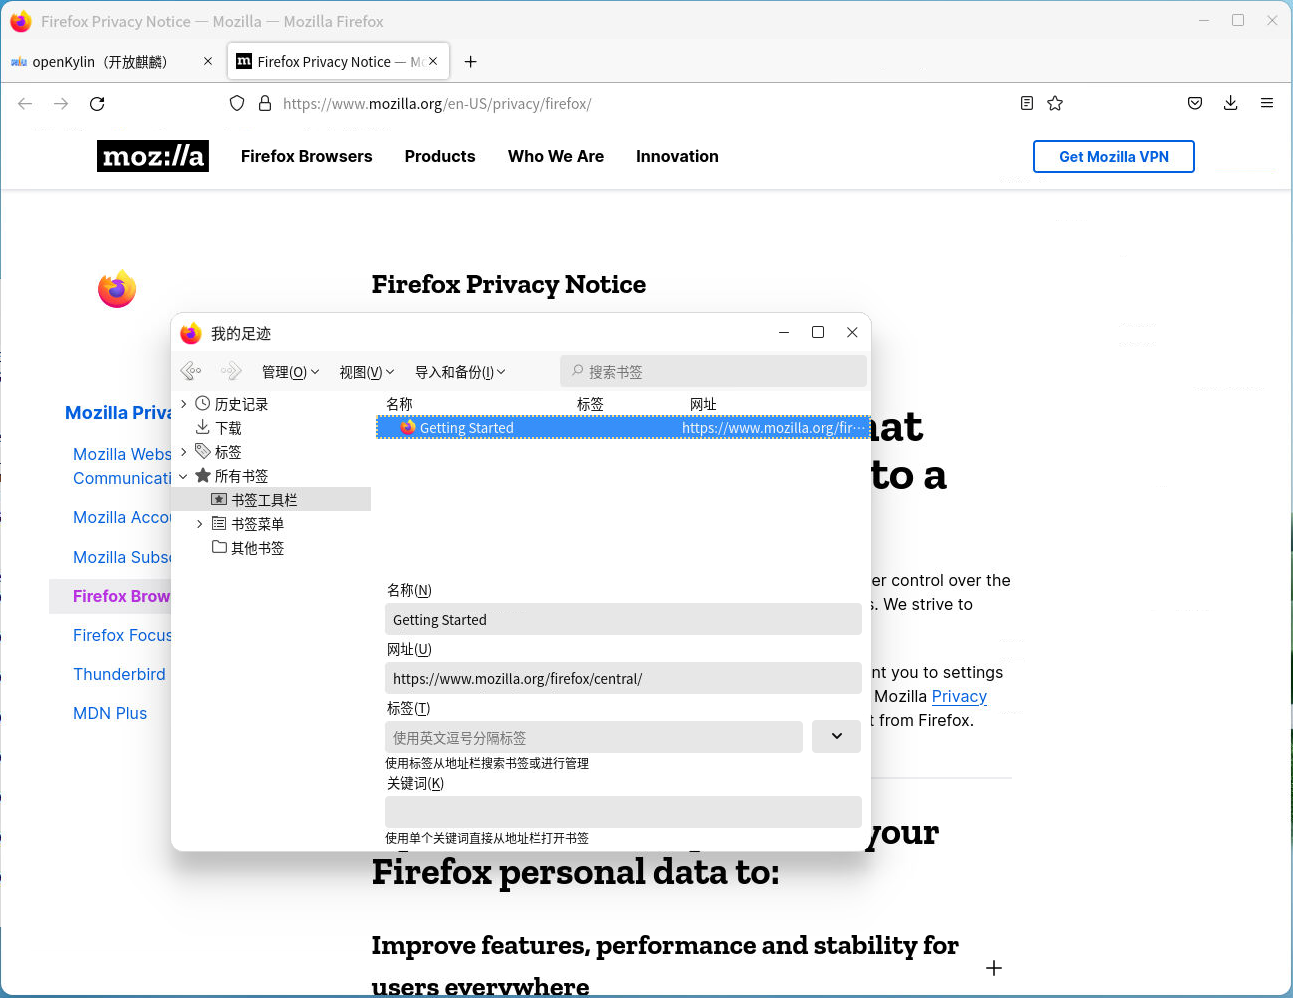 Firefox Privacy Notice — Mozilla — Mozilla Firefox
openKylin（开放麒麟）
Firefox Privacy Notice — Mo
https://www.mozilla.org/en-US/privacy/firefox/
moz://a
Firefox Browsers
Products
Who We Are
Innovation
Get Mozilla VPN
Firefox Privacy Notice
我的足迹
管理(O)
视图(V)
导入和备份(I)
搜索书签
历史记录
下载
标签
所有书签
书签工具栏
书签菜单
其他书签
名称
标签
网址
Getting Started
https://www.mozilla.org/fir…
名称(N)
Getting Started
网址(U)
https://www.mozilla.org/firefox/central/
标签(T)
使用英文逗号分隔标签
使用标签从地址栏搜索书签或进行管理
关键词(K)
使用单个关键词直接从地址栏打开书签
Mozilla Priva
Mozilla Webs
Communicati
Mozilla Accou
Mozilla Subsc
Firefox Brow
Firefox Focus
Thunderbird
MDN Plus
hat
to a
er control over the
s. We strive to
nt you to settings
Mozilla Privacy
t from Firefox.
your
Firefox personal data to:
Improve features, performance and stability for
users everywhere